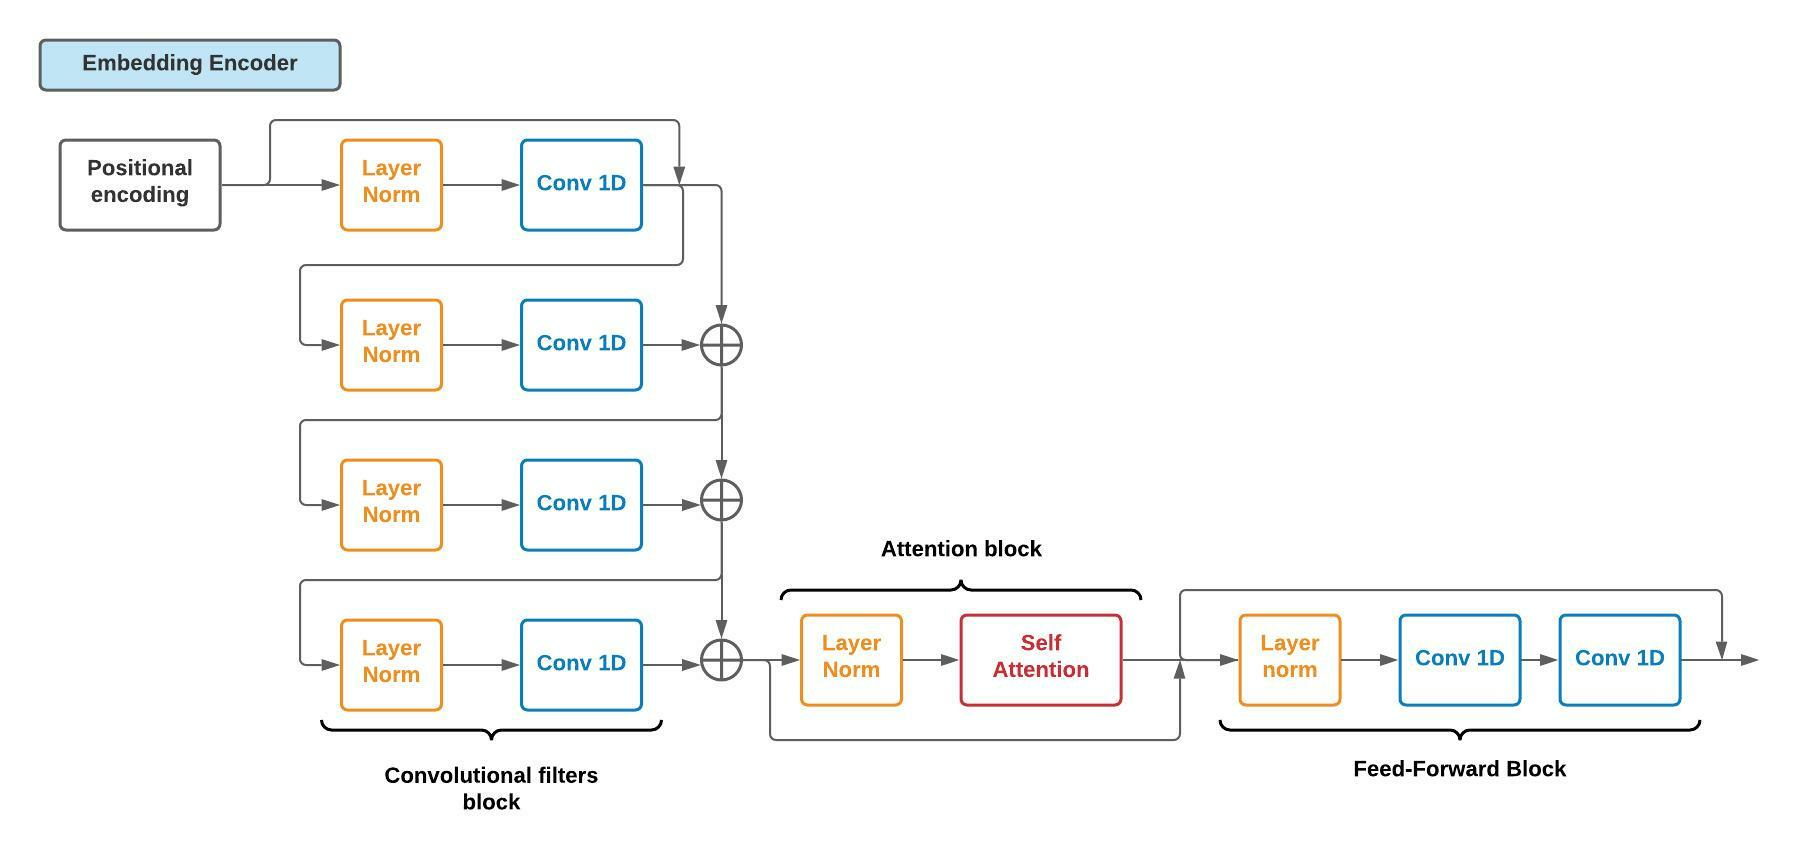 Embedding Encoder
Positional
encoding
Layer
Norm
Conv 1D
Layer
Norm
Conv 1D
Layer
Norm
Conv 1D
Layer
Norm
Conv 1D
Convolutional filters
block
Attention block
Layer
Norm
Self
Attention
Layer
norm
Conv 1D
Conv 1D
Feed-Forward Block